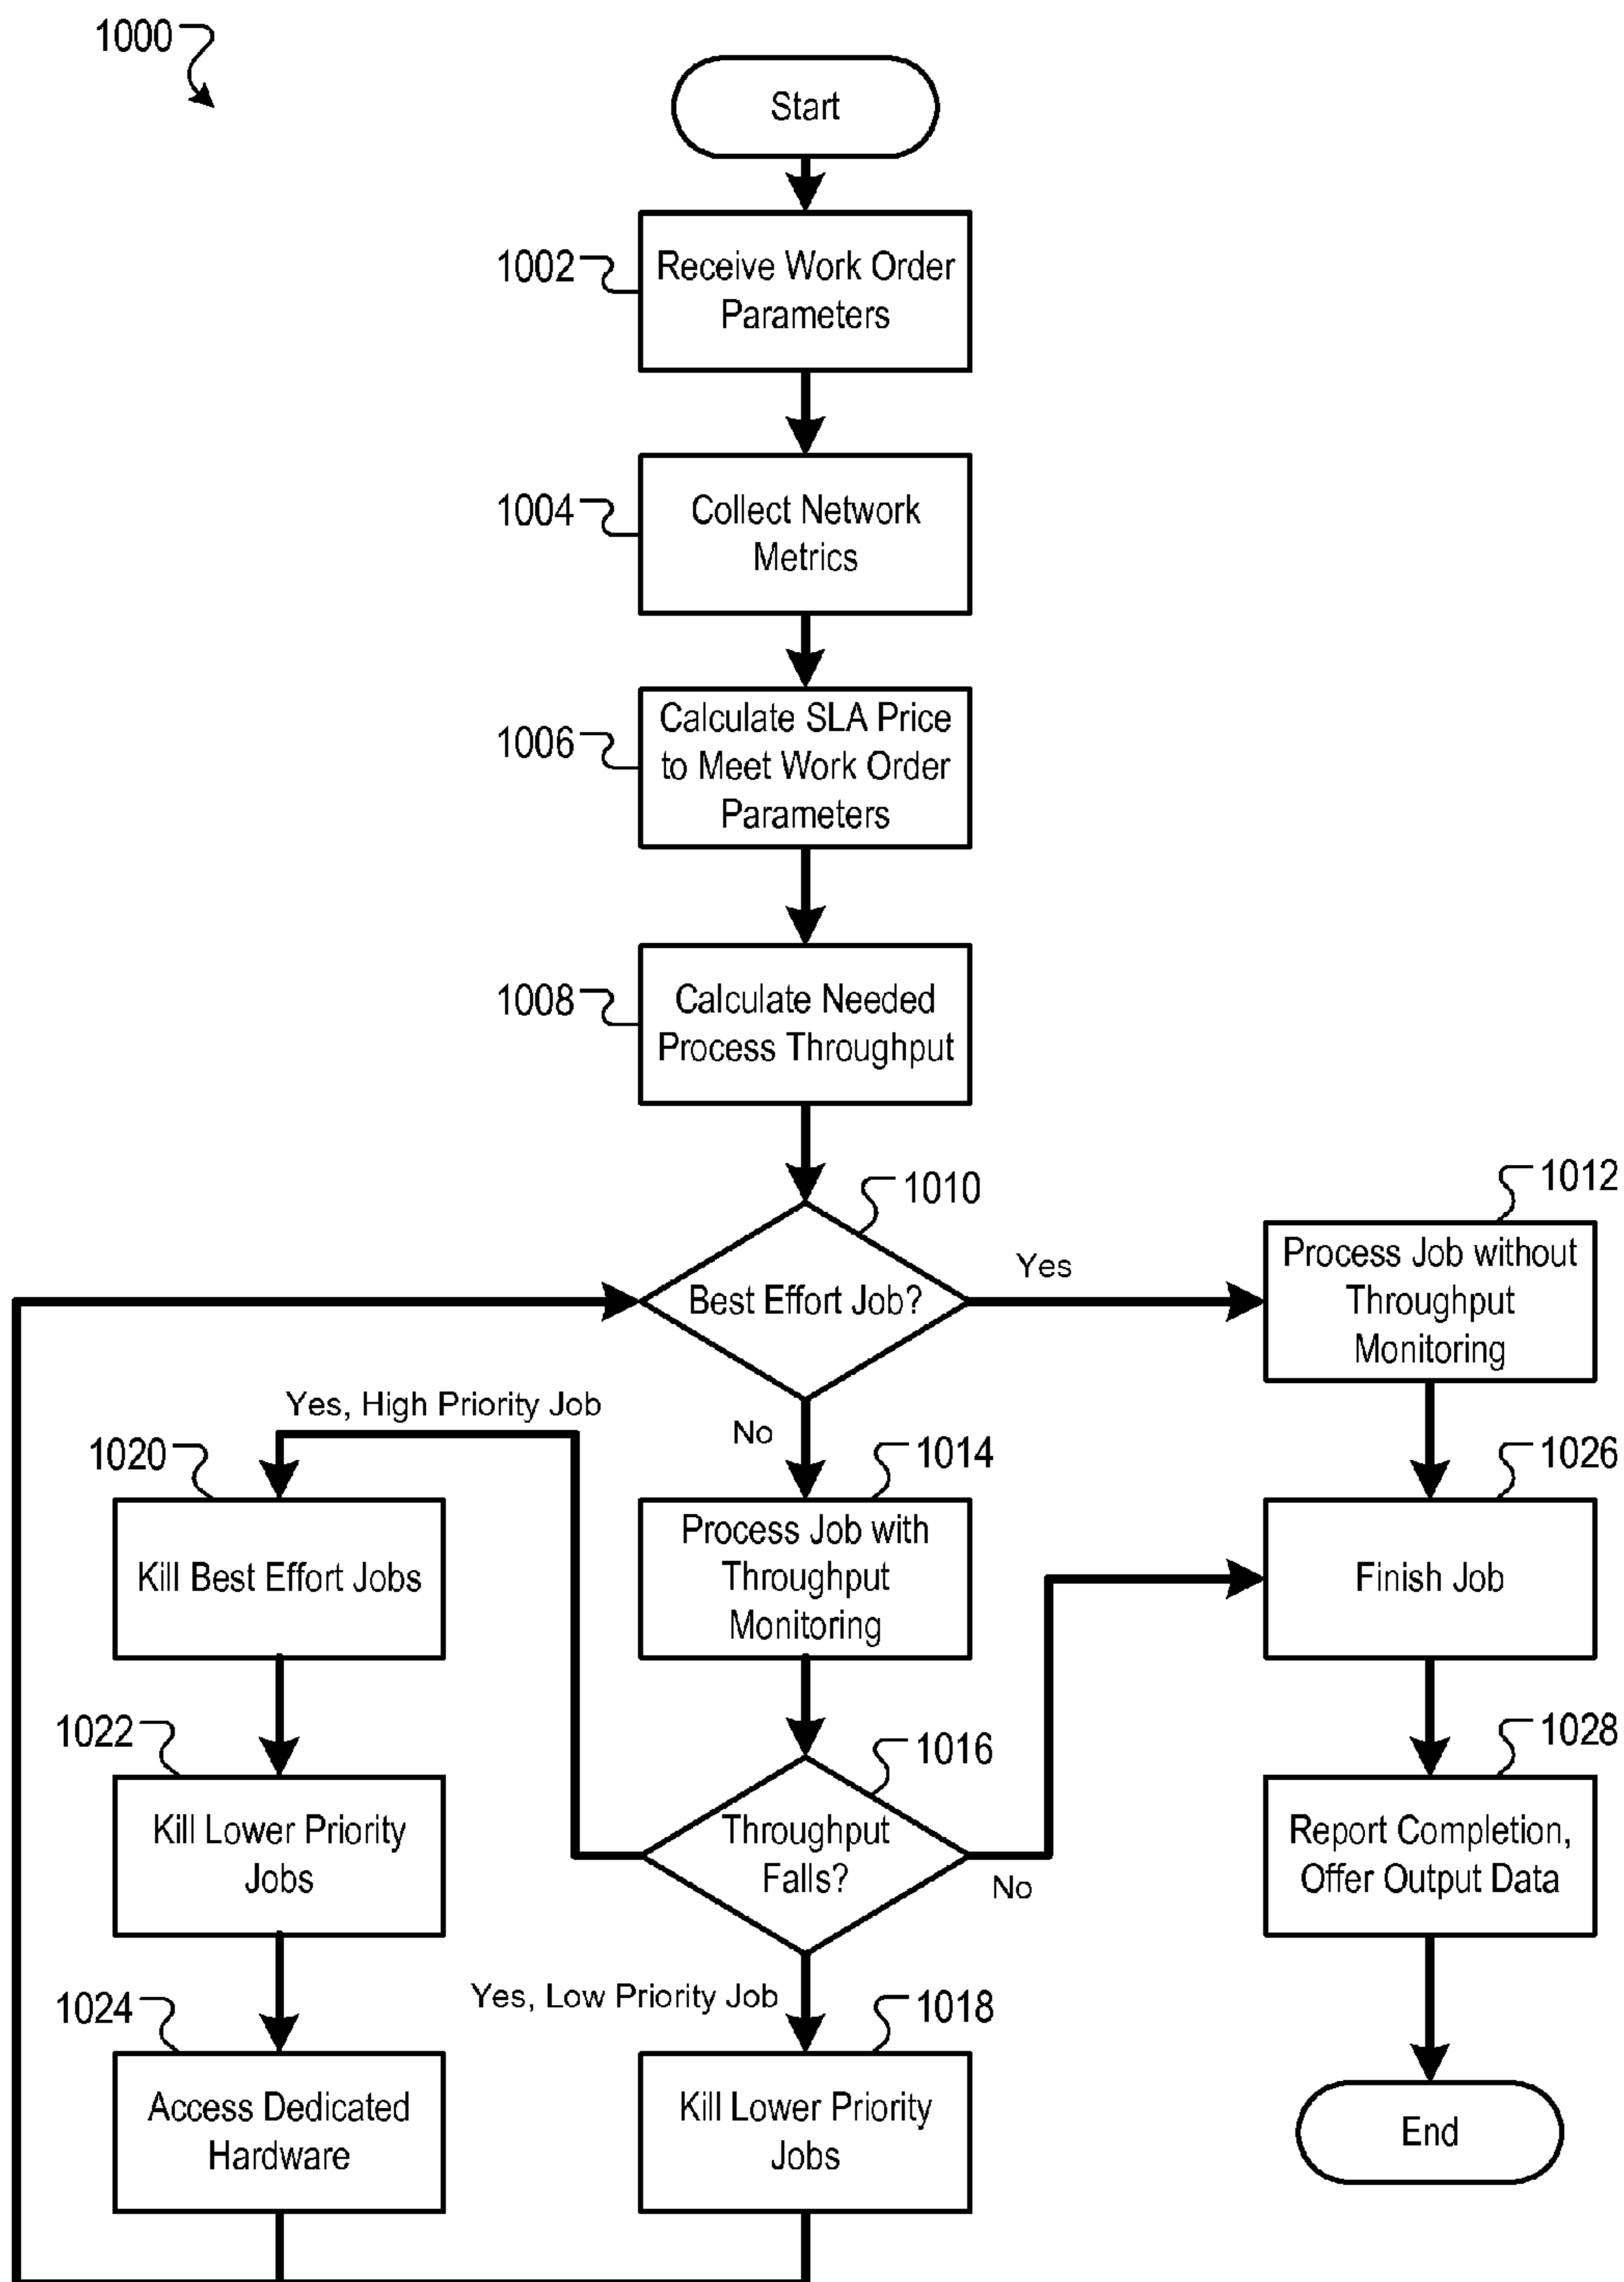 1000
Start
1002
Receive Work Order
Parameters
1004
Collect Network
Metrics
1006
Calculate SLA Price
to Meet Work Order
Parameters
1008
Calculate Needed
Process Throughput
1010
Best Effort Job?
Yes
1012
Process Job without
Throughput
Monitoring
Yes, High Priority Job
No
1020
Kill Best Effort Jobs
1014
Process Job with
Throughput
Monitoring
1026
Finish Job
1022
Kill Lower Priority
Jobs
1016
Throughput
Falls?
No
1028
Report Completion,
Offer Output Data
1024
Access Dedicated
Hardware
Yes, Low Priority Job
1018
Kill Lower Priority
Jobs
End